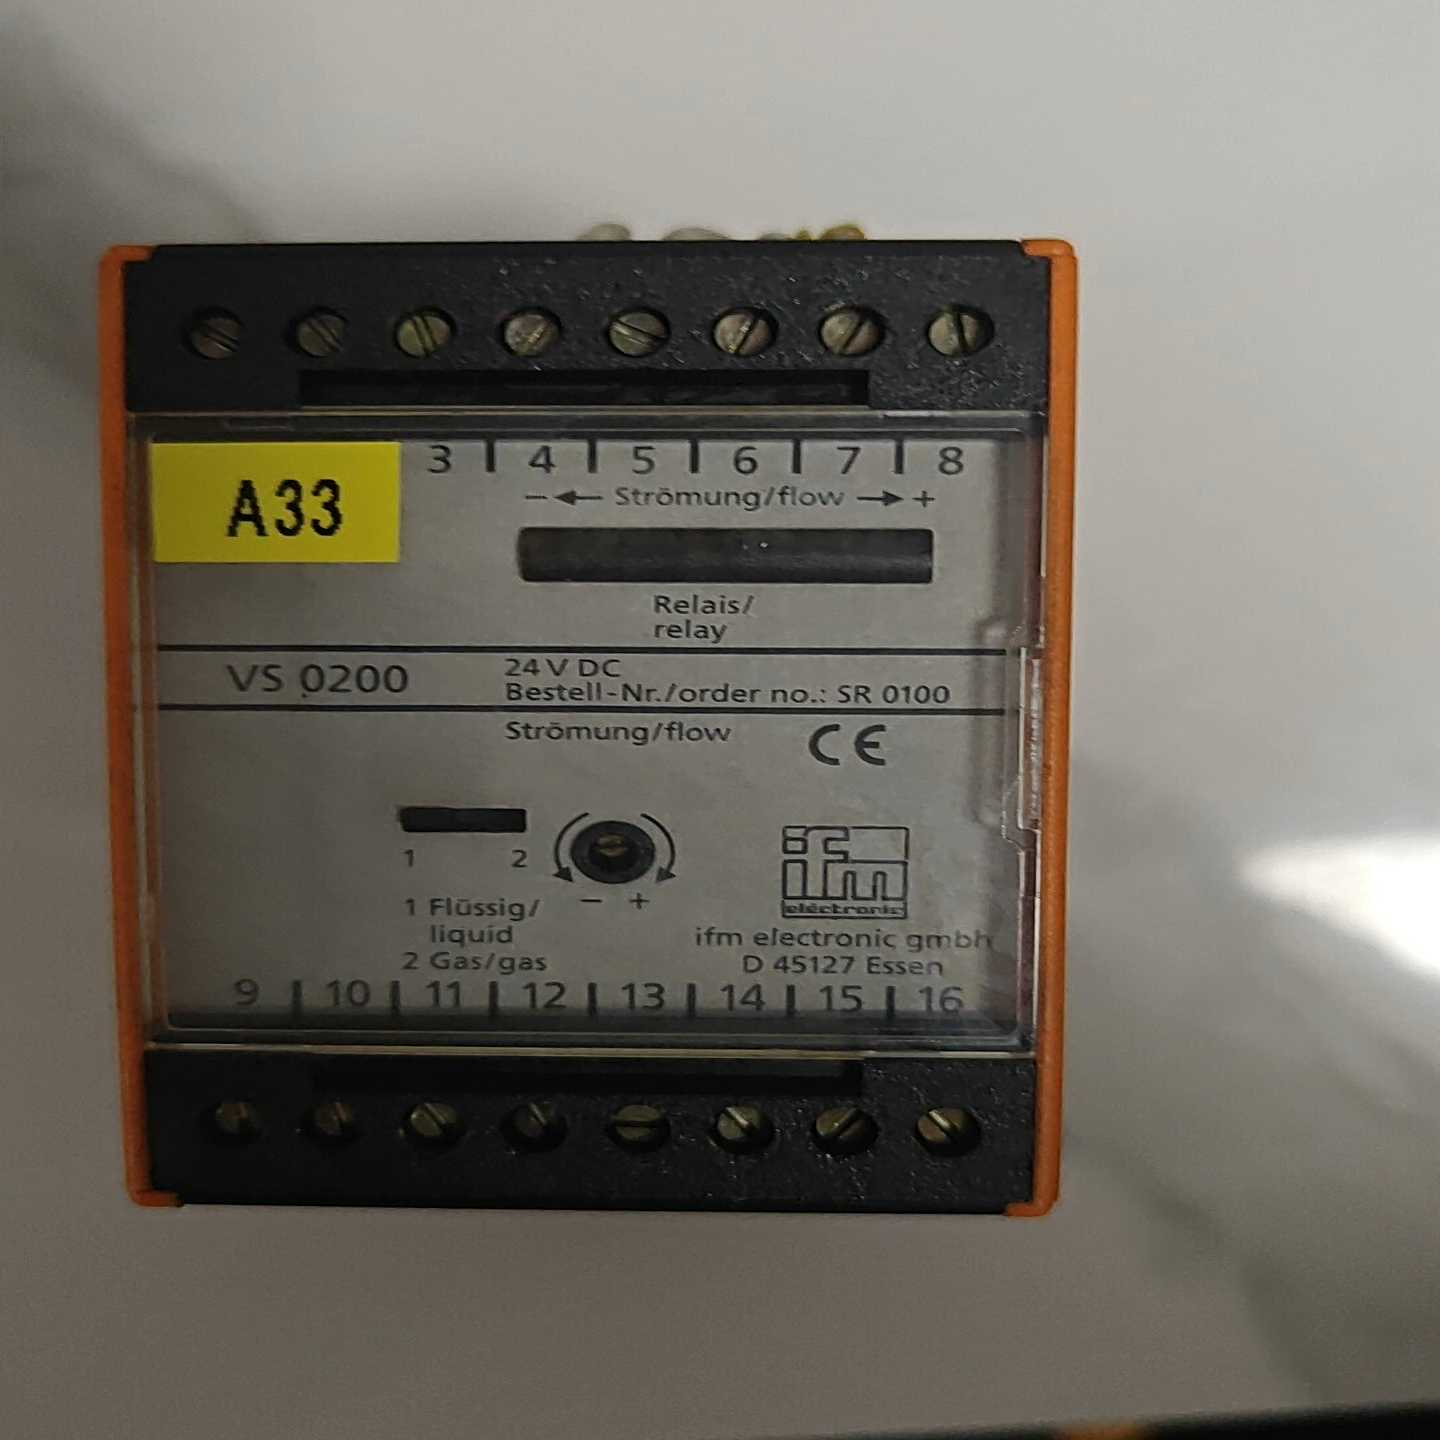 A33
3 4 5 6 7 8
− Strömung/flow +
Relais/
relay
VS 0200
24 V DC
Bestell-Nr./order no.: SR 0100
Strömung/flow
CE
1 2
− +
1 Flüssig/
liquid
2 Gas/gas
ifm
electronic
ifm electronic gmbh
D 45127 Essen
9 10 11 12 13 14 15 16